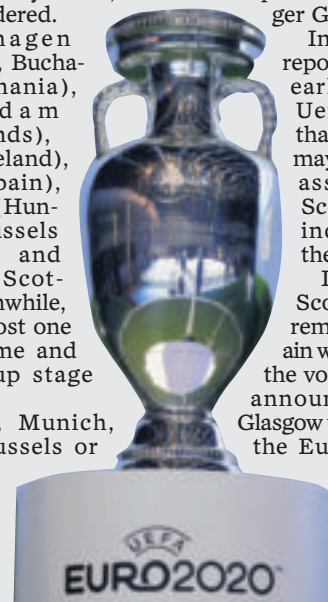 dered.
hagen
, Bucha-
mania),
dam
nds),
eland),
pain),
(Hun-
ussels
and
Scot-
nwhile,
ost one
me and
up stage
, Munich,
ussels or
ger G
In
repo
earl
Ue
tha
may
ass
Sc
inc
the
Sco
rem
ain w
the vo
announ
Glasgow
the Eu
UEFA
EURO2020™